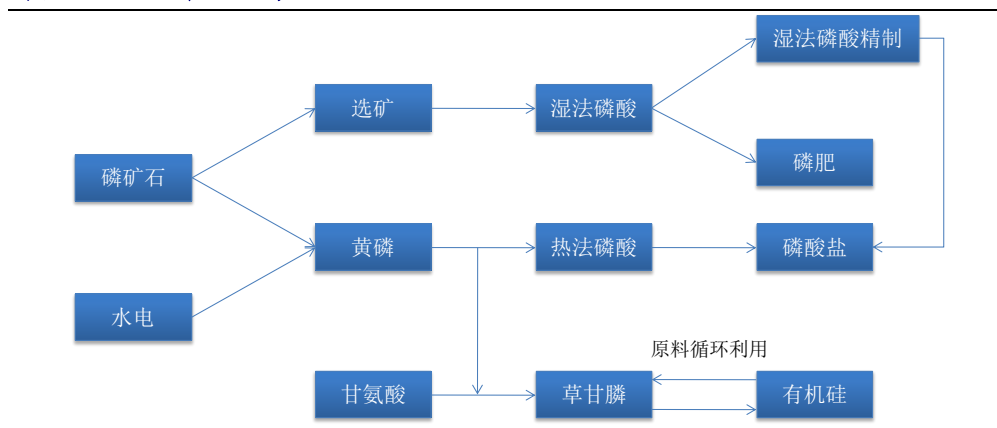 湿法磷酸精制
选矿
湿法磷酸
磷矿石
磷肥
黄磷
热法磷酸
磷酸盐
水电
原料循环利用
甘氨酸
草甘膦
有机硅